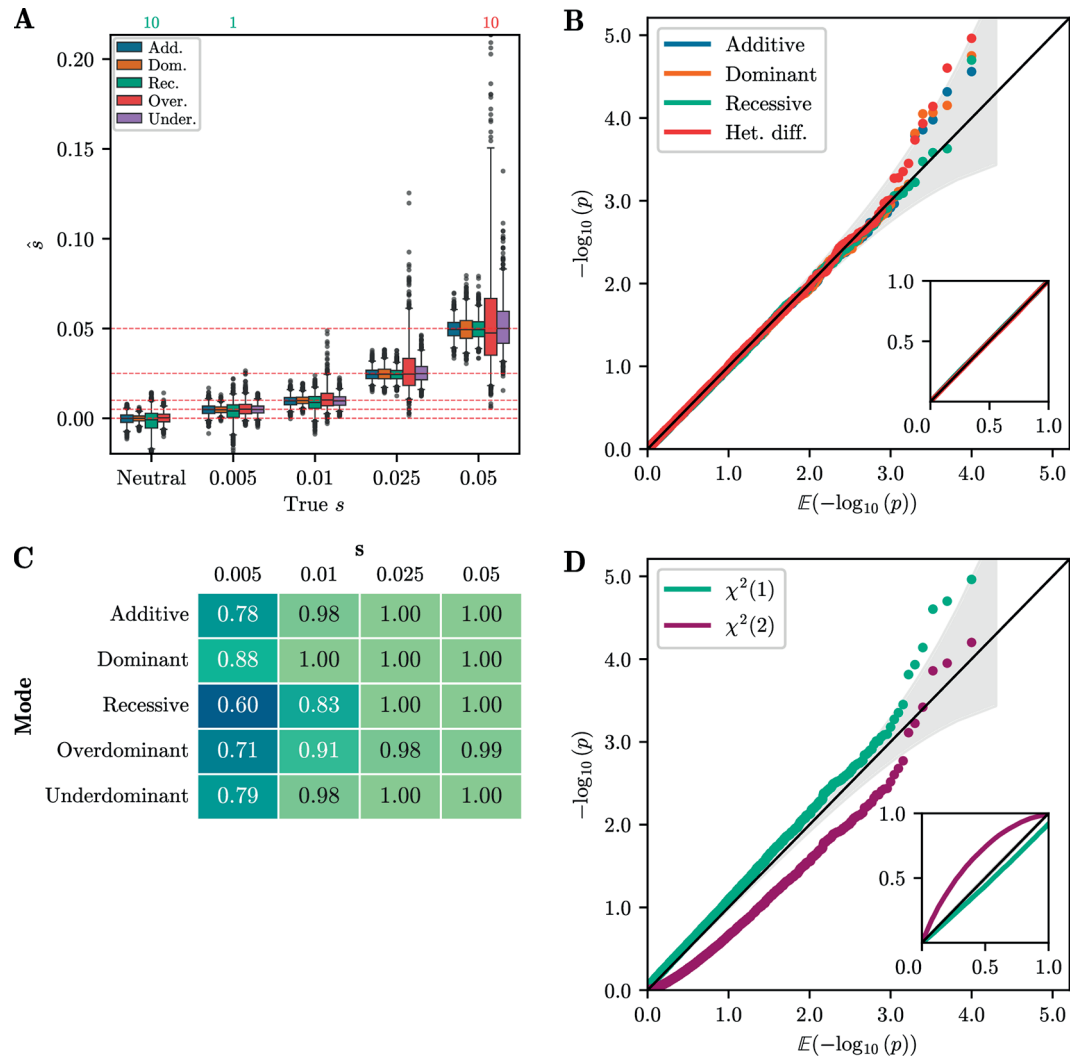 A
10 1 10
0.20
0.15
0.10
0.05
0.00
ŝ
Add.
Dom.
Rec.
Over.
Under.
Neutral 0.005 0.01 0.025 0.05
True s
B
5.0
4.0
3.0
2.0
1.0
0.0
−log₁₀ (p)
Additive
Dominant
Recessive
Het. diff.
1.0
0.5
0.0 0.5 1.0
0.0 1.0 2.0 3.0 4.0 5.0
𝔼(−log₁₀ (p))
C
s
0.005 0.01 0.025 0.05
Mode
Additive 0.78 0.98 1.00 1.00
Dominant 0.88 1.00 1.00 1.00
Recessive 0.60 0.83 1.00 1.00
Overdominant 0.71 0.91 0.98 0.99
Underdominant 0.79 0.98 1.00 1.00
D
5.0
4.0
3.0
2.0
1.0
0.0
−log₁₀ (p)
χ²(1)
χ²(2)
1.0
0.5
0.0 0.5 1.0
0.0 1.0 2.0 3.0 4.0 5.0
𝔼(−log₁₀ (p))